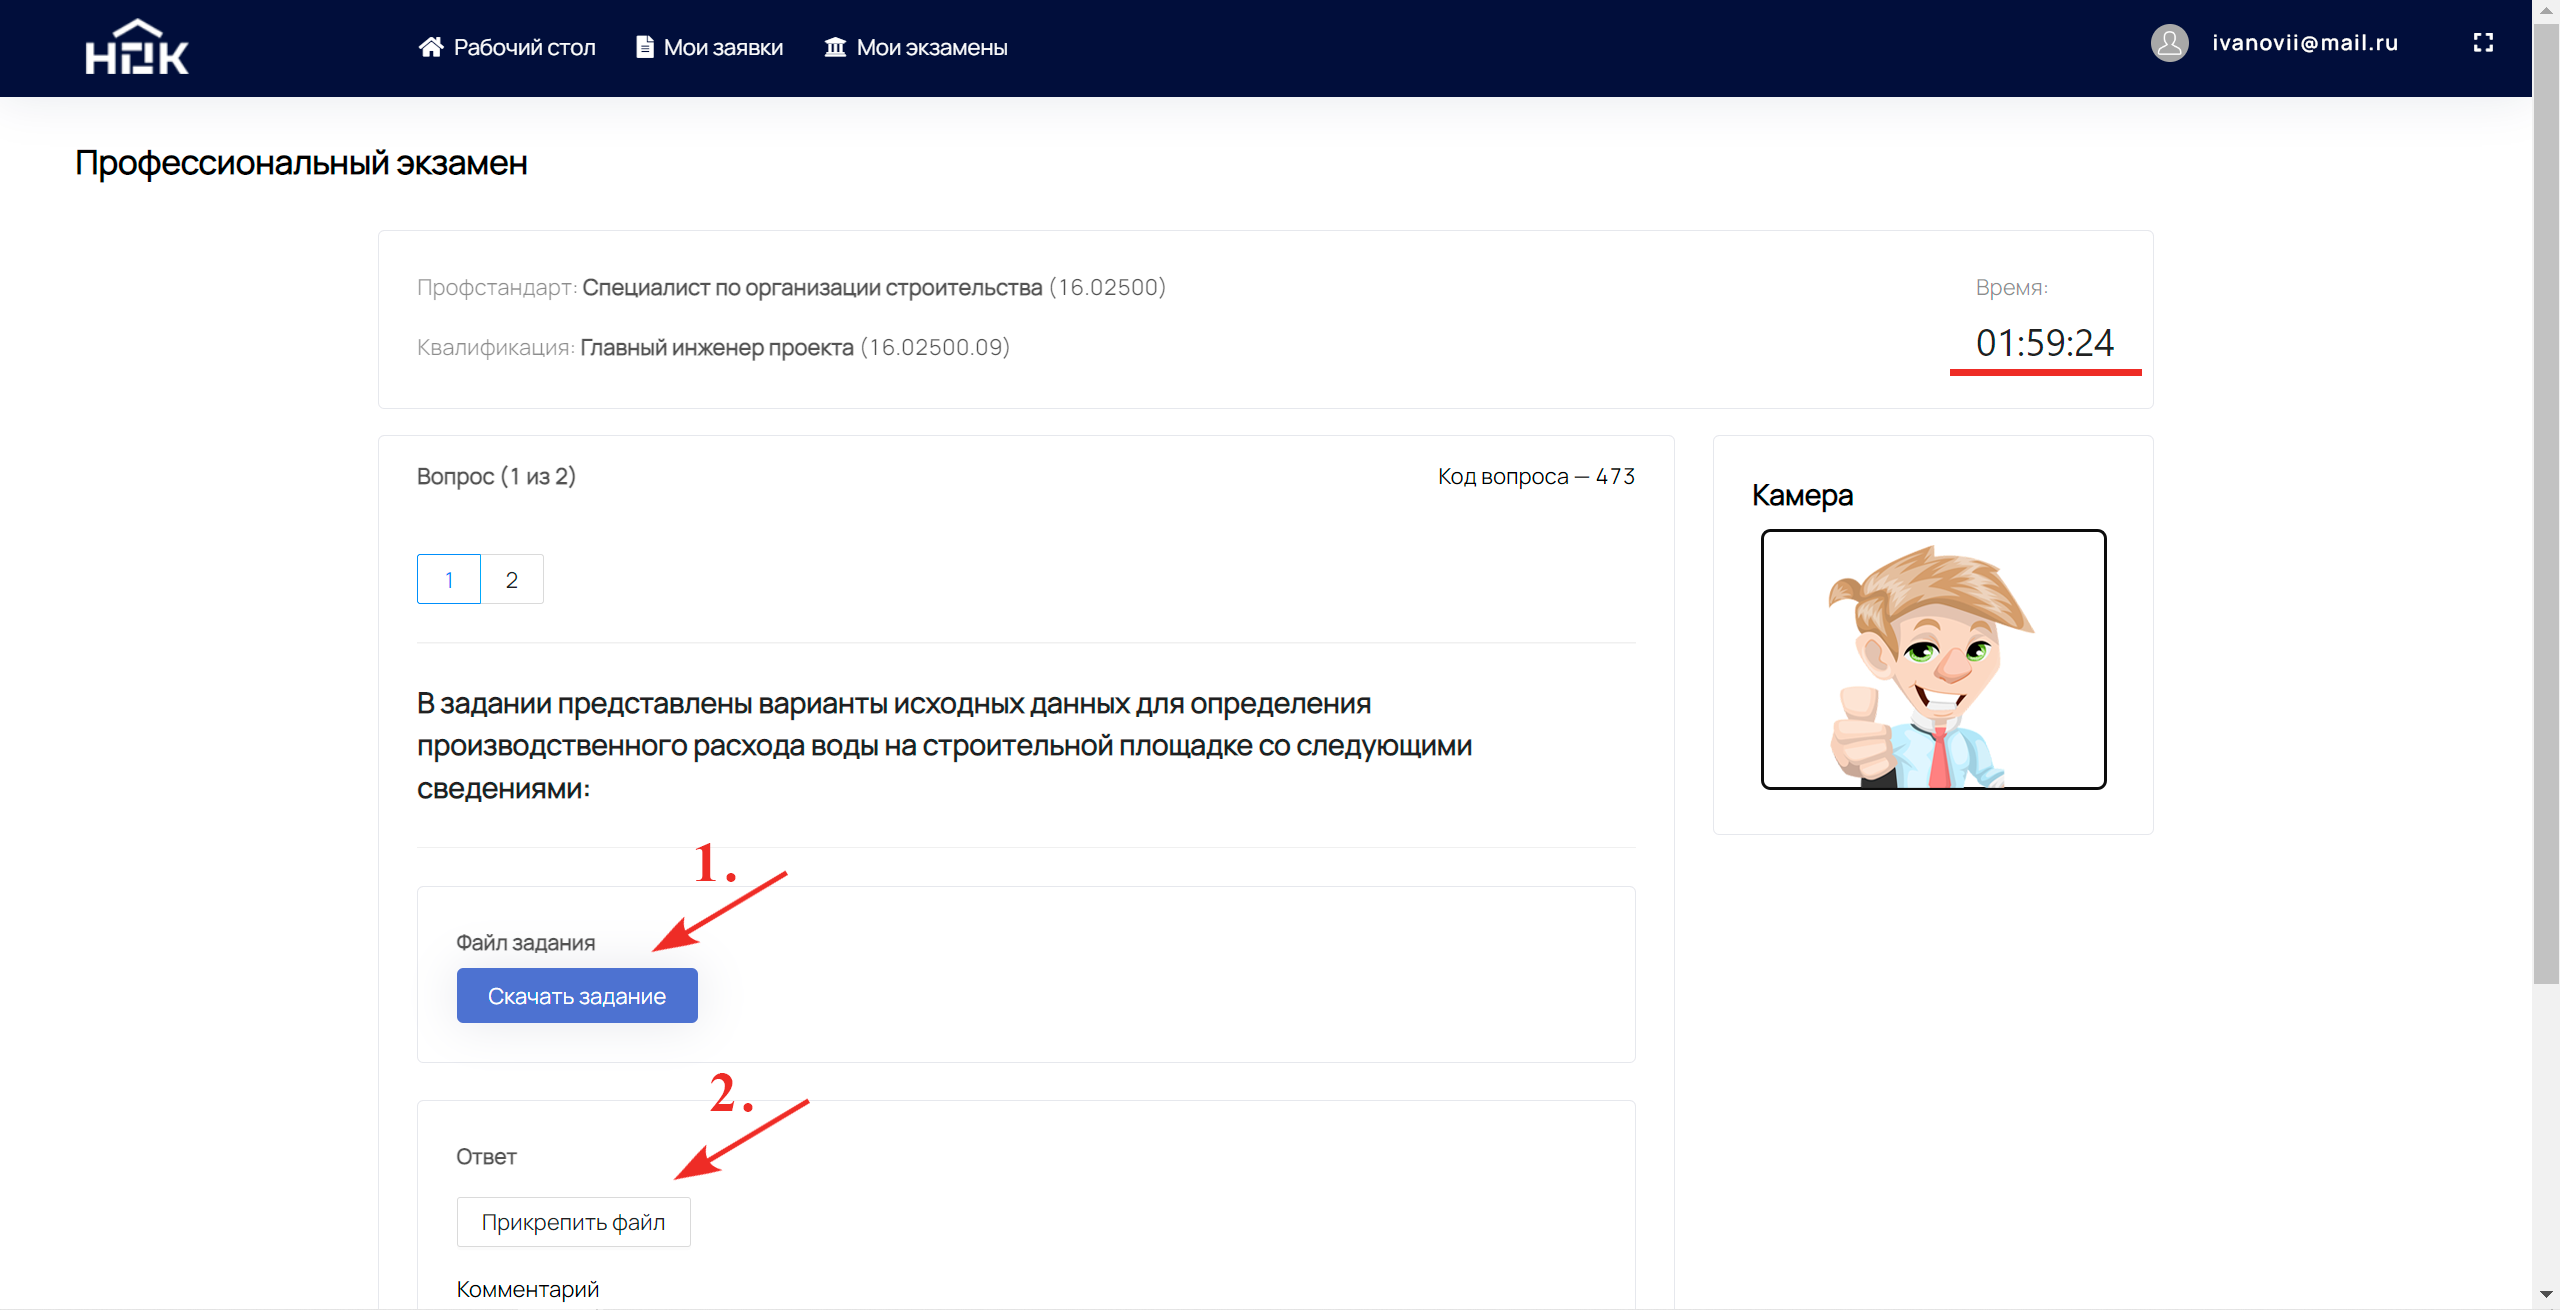 НОК
Рабочий стол
Мои заявки
Мои экзамены
ivanovii@mail.ru
Профессиональный экзамен
Профстандарт: Специалист по организации строительства (16.02500)
Время:
Квалификация: Главный инженер проекта (16.02500.09)
01:59:24
Вопрос (1 из 2)
Код вопроса — 473
Камера
1
2
В задании представлены варианты исходных данных для определения
производственного расхода воды на строительной площадке со следующими
сведениями:
1.
Файл задания
Скачать задание
2.
Ответ
Прикрепить файл
Комментарий